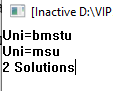 [Inactive D:\VIP
Uni=bmstu
Uni=msu
2 Solutions